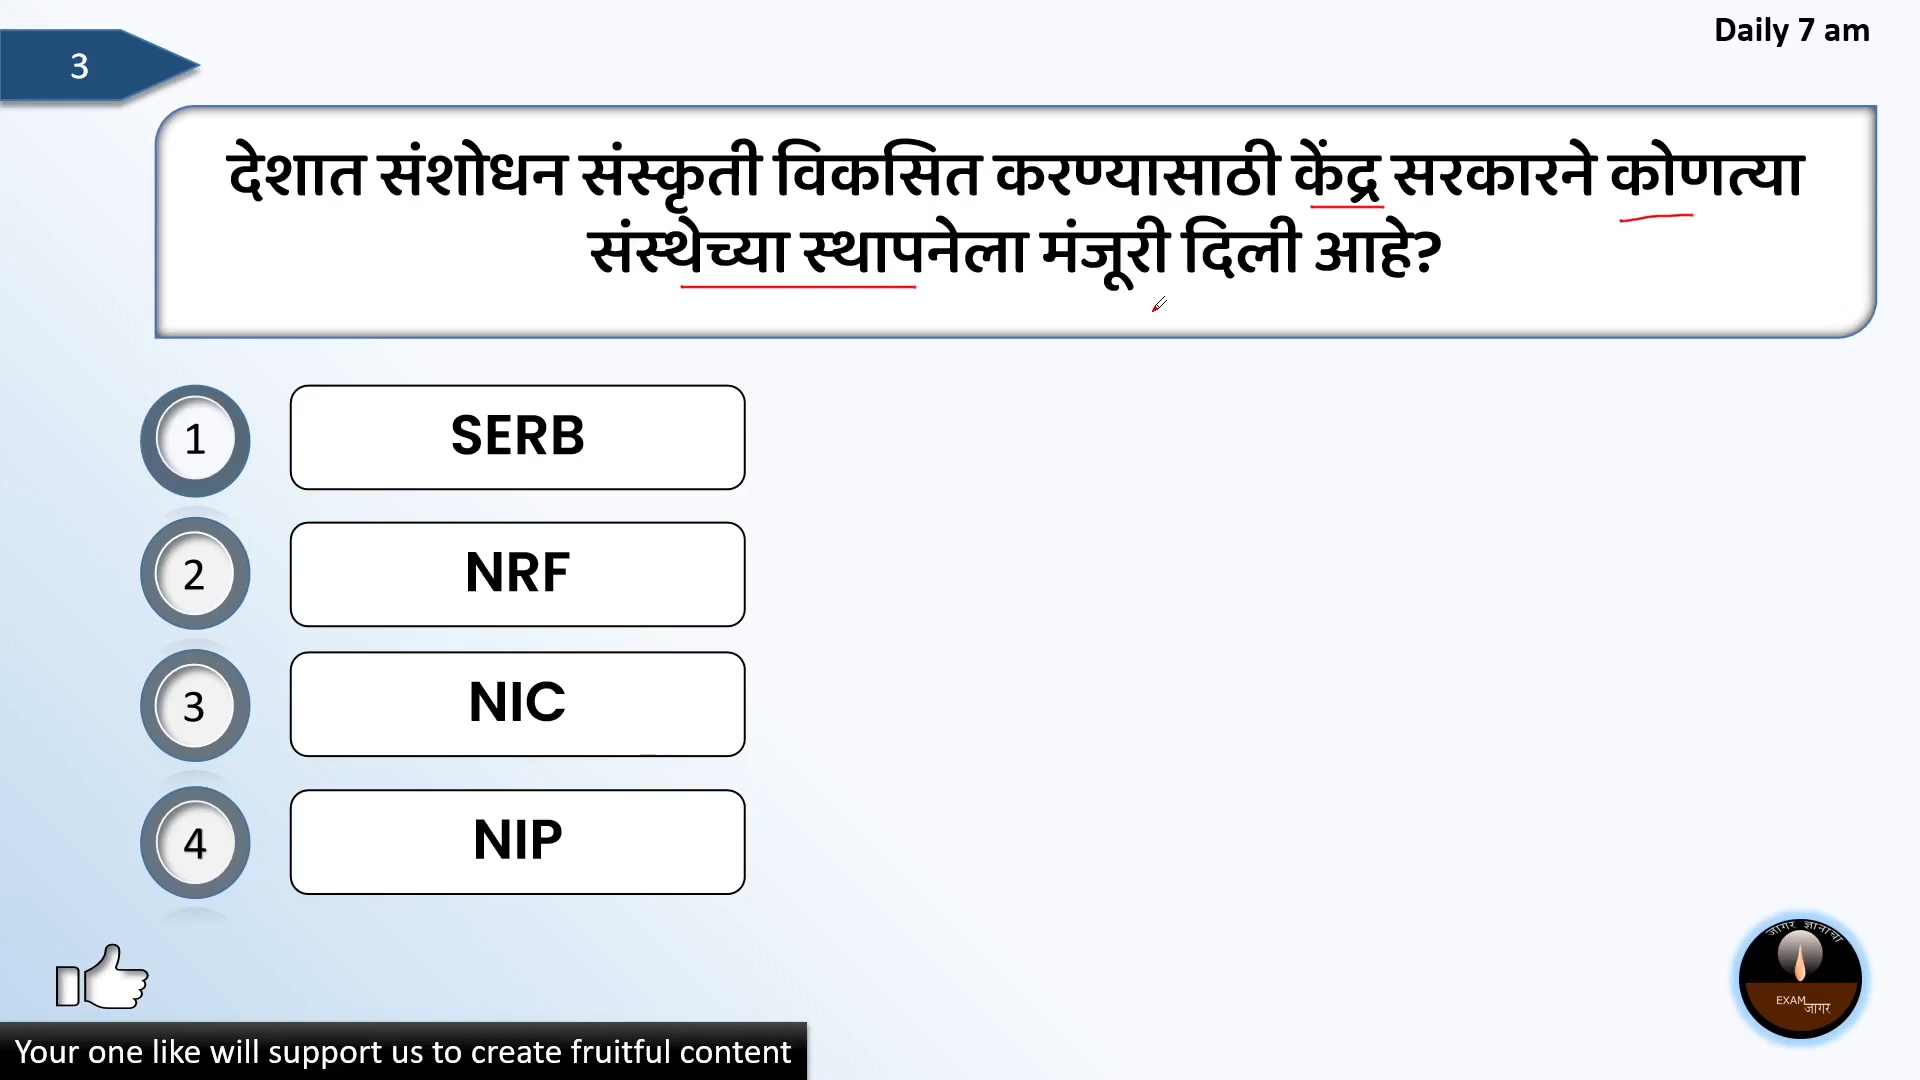 Daily 7 am
3
देशात संशोधन संस्कृती विकसित करण्यासाठी केंद्र सरकारने कोणत्या
संस्थेच्या स्थापनेला मंजूरी दिली आहे?
1
SERB
2
NRF
3
NIC
4
NIP
जागर ज्ञानाचा
EXAM
जागर
Your one like will support us to create fruitful content